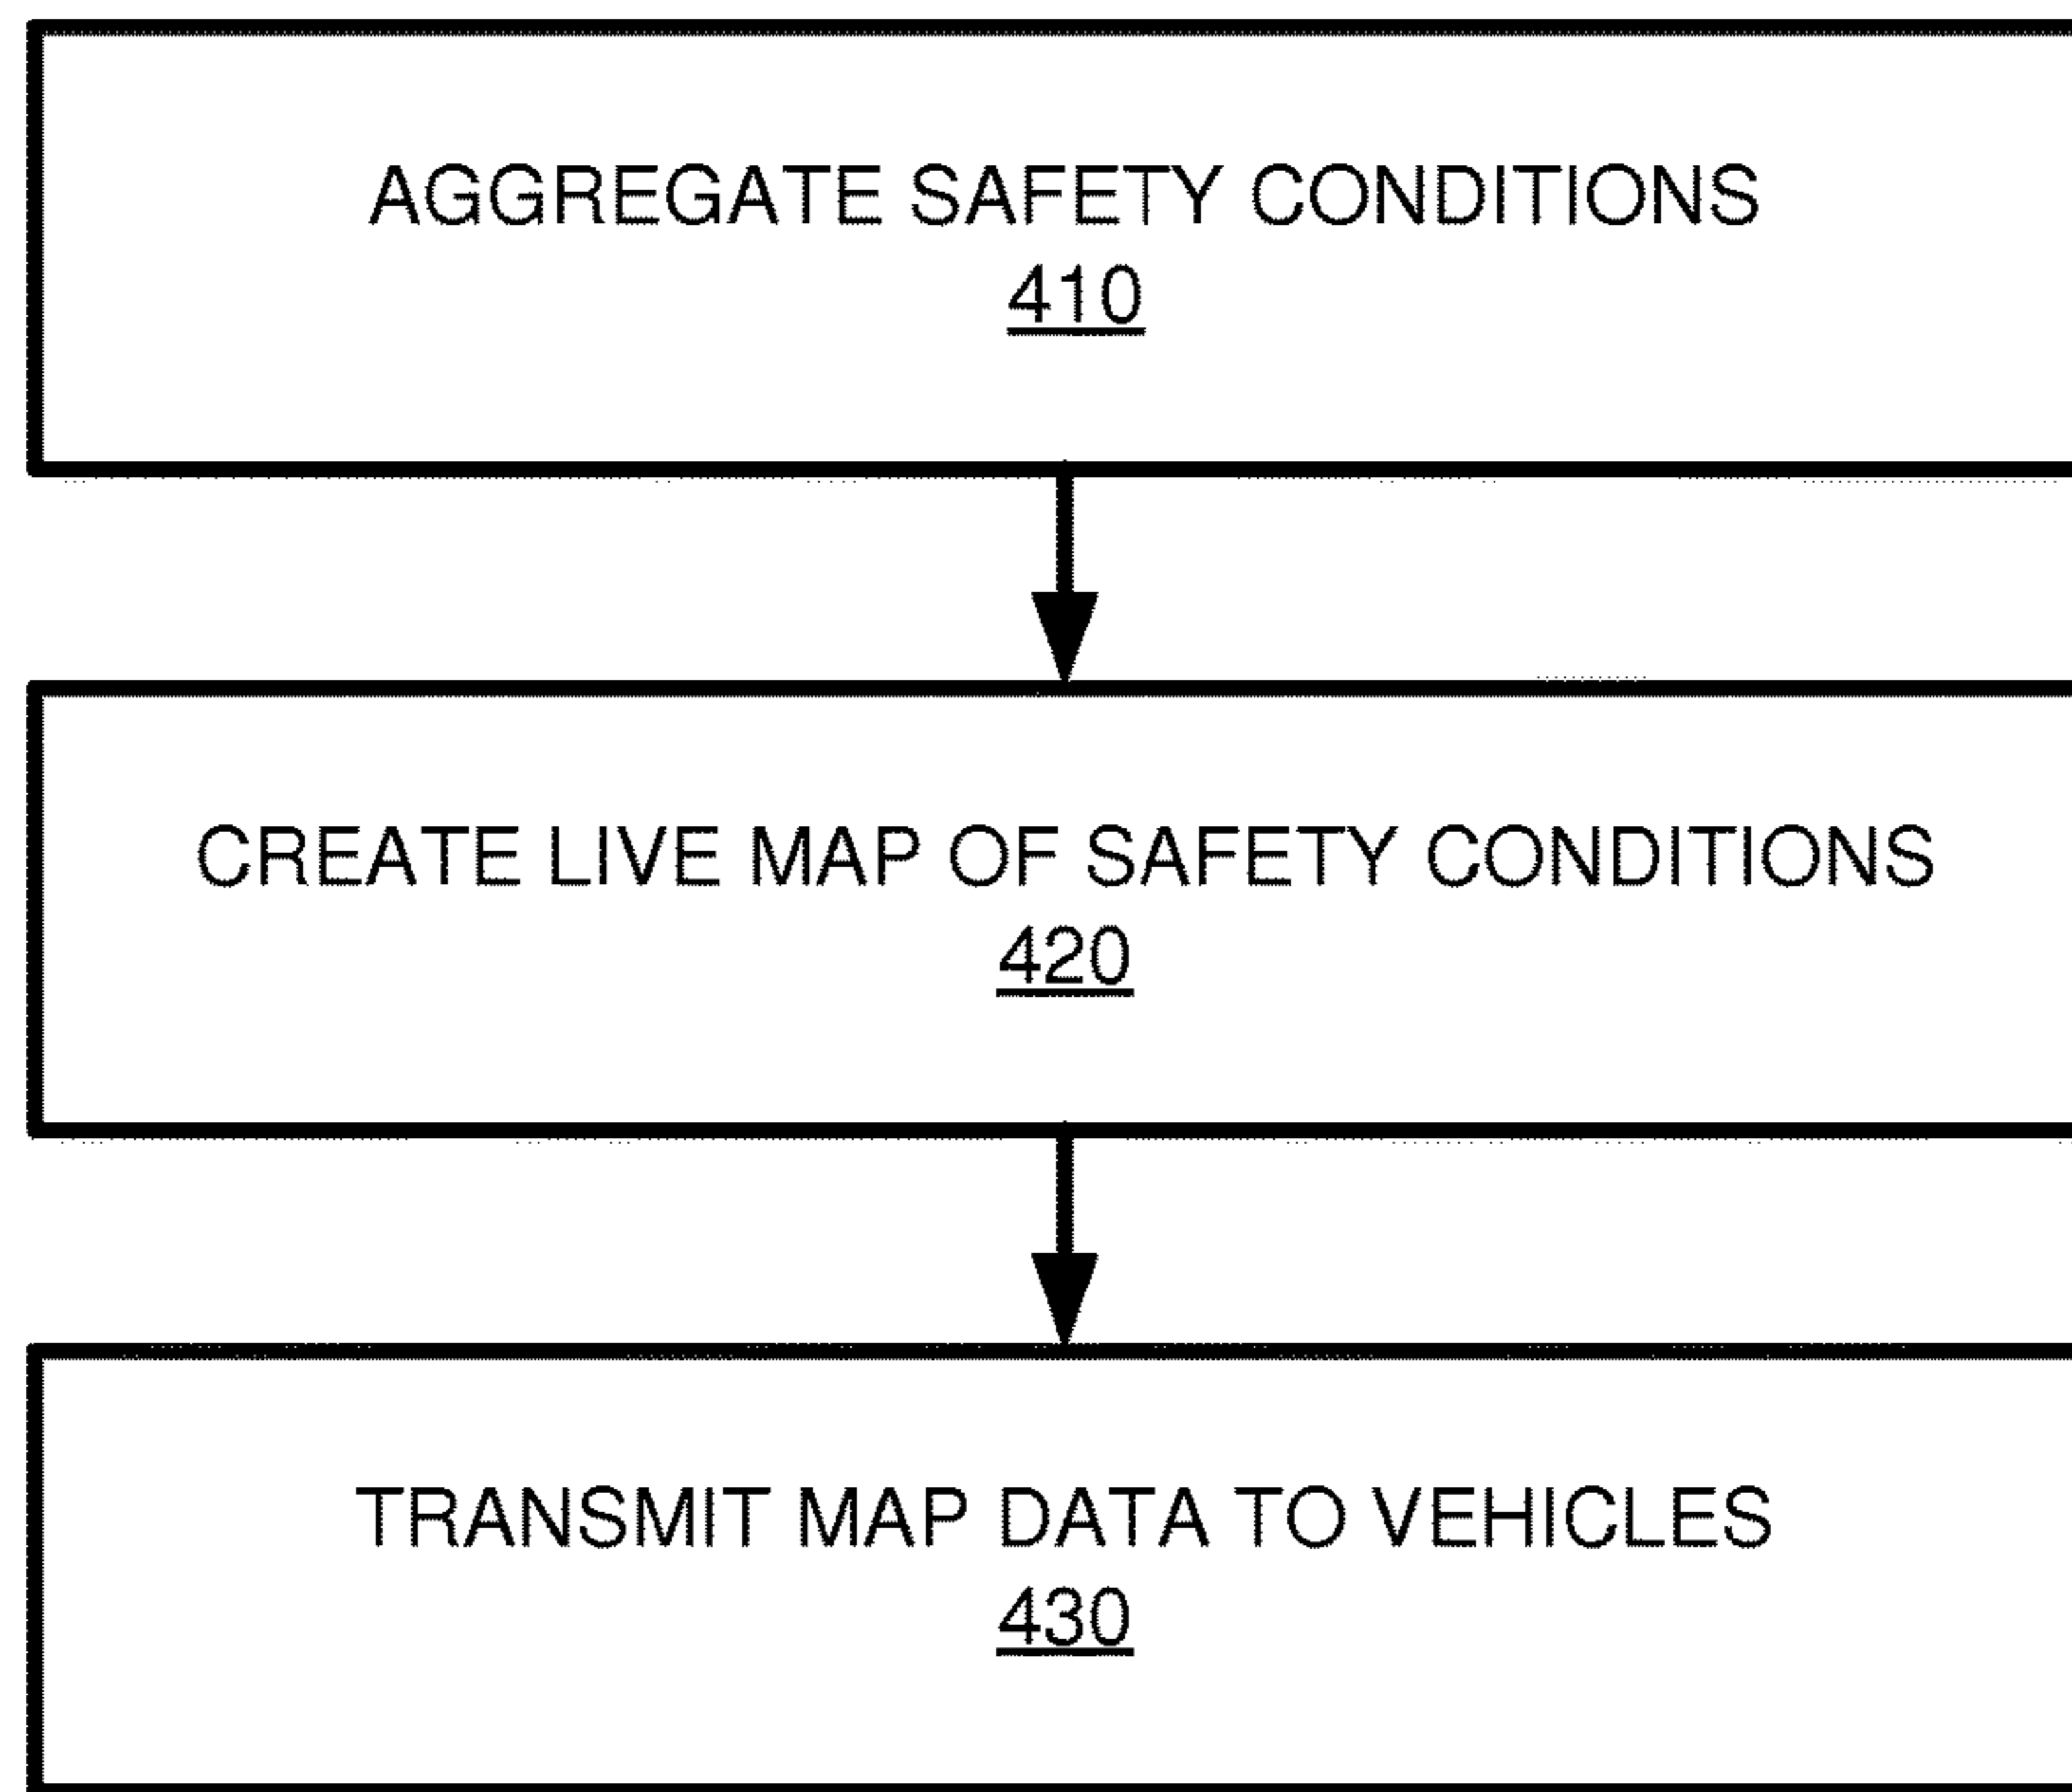 AGGREGATE SAFETY CONDITIONS
410
CREATE LIVE MAP OF SAFETY CONDITIONS
420
TRANSMIT MAP DATA TO VEHICLES
430